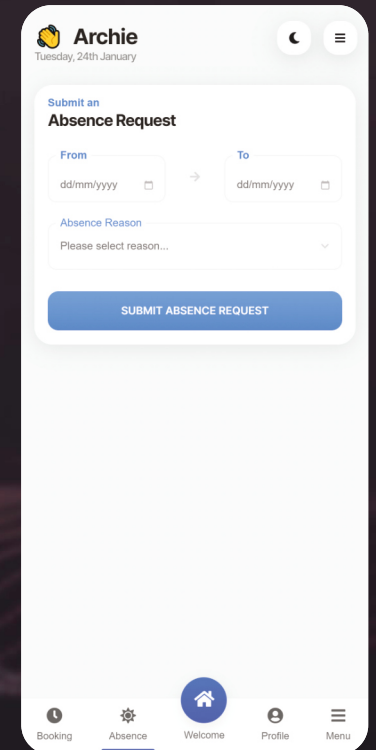 Archie
Tuesday, 24th January
Submit an
Absence Request
From
To
dd/mm/yyyy
dd/mm/yyyy
Absence Reason
Please select reason...
SUBMIT ABSENCE REQUEST
Booking
Absence
Welcome
Profile
Menu